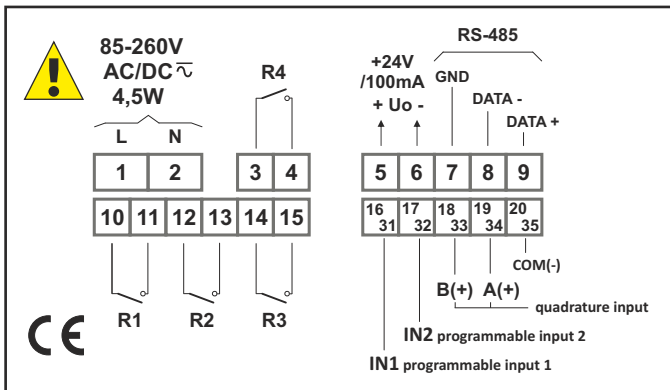 85-260V
AC/DC
4,5W
L N
R4
1 2 3 4
10 11 12 13 14 15
R1 R2 R3
CE
RS-485
+24V
/100mA
+ Uo -
GND
DATA -
DATA +
5 6 7 8 9
16 17 18 19 20
31 32 33 34 35
COM(-)
B(+) A(+)
quadrature input
IN2 programmable input 2
IN1 programmable input 1